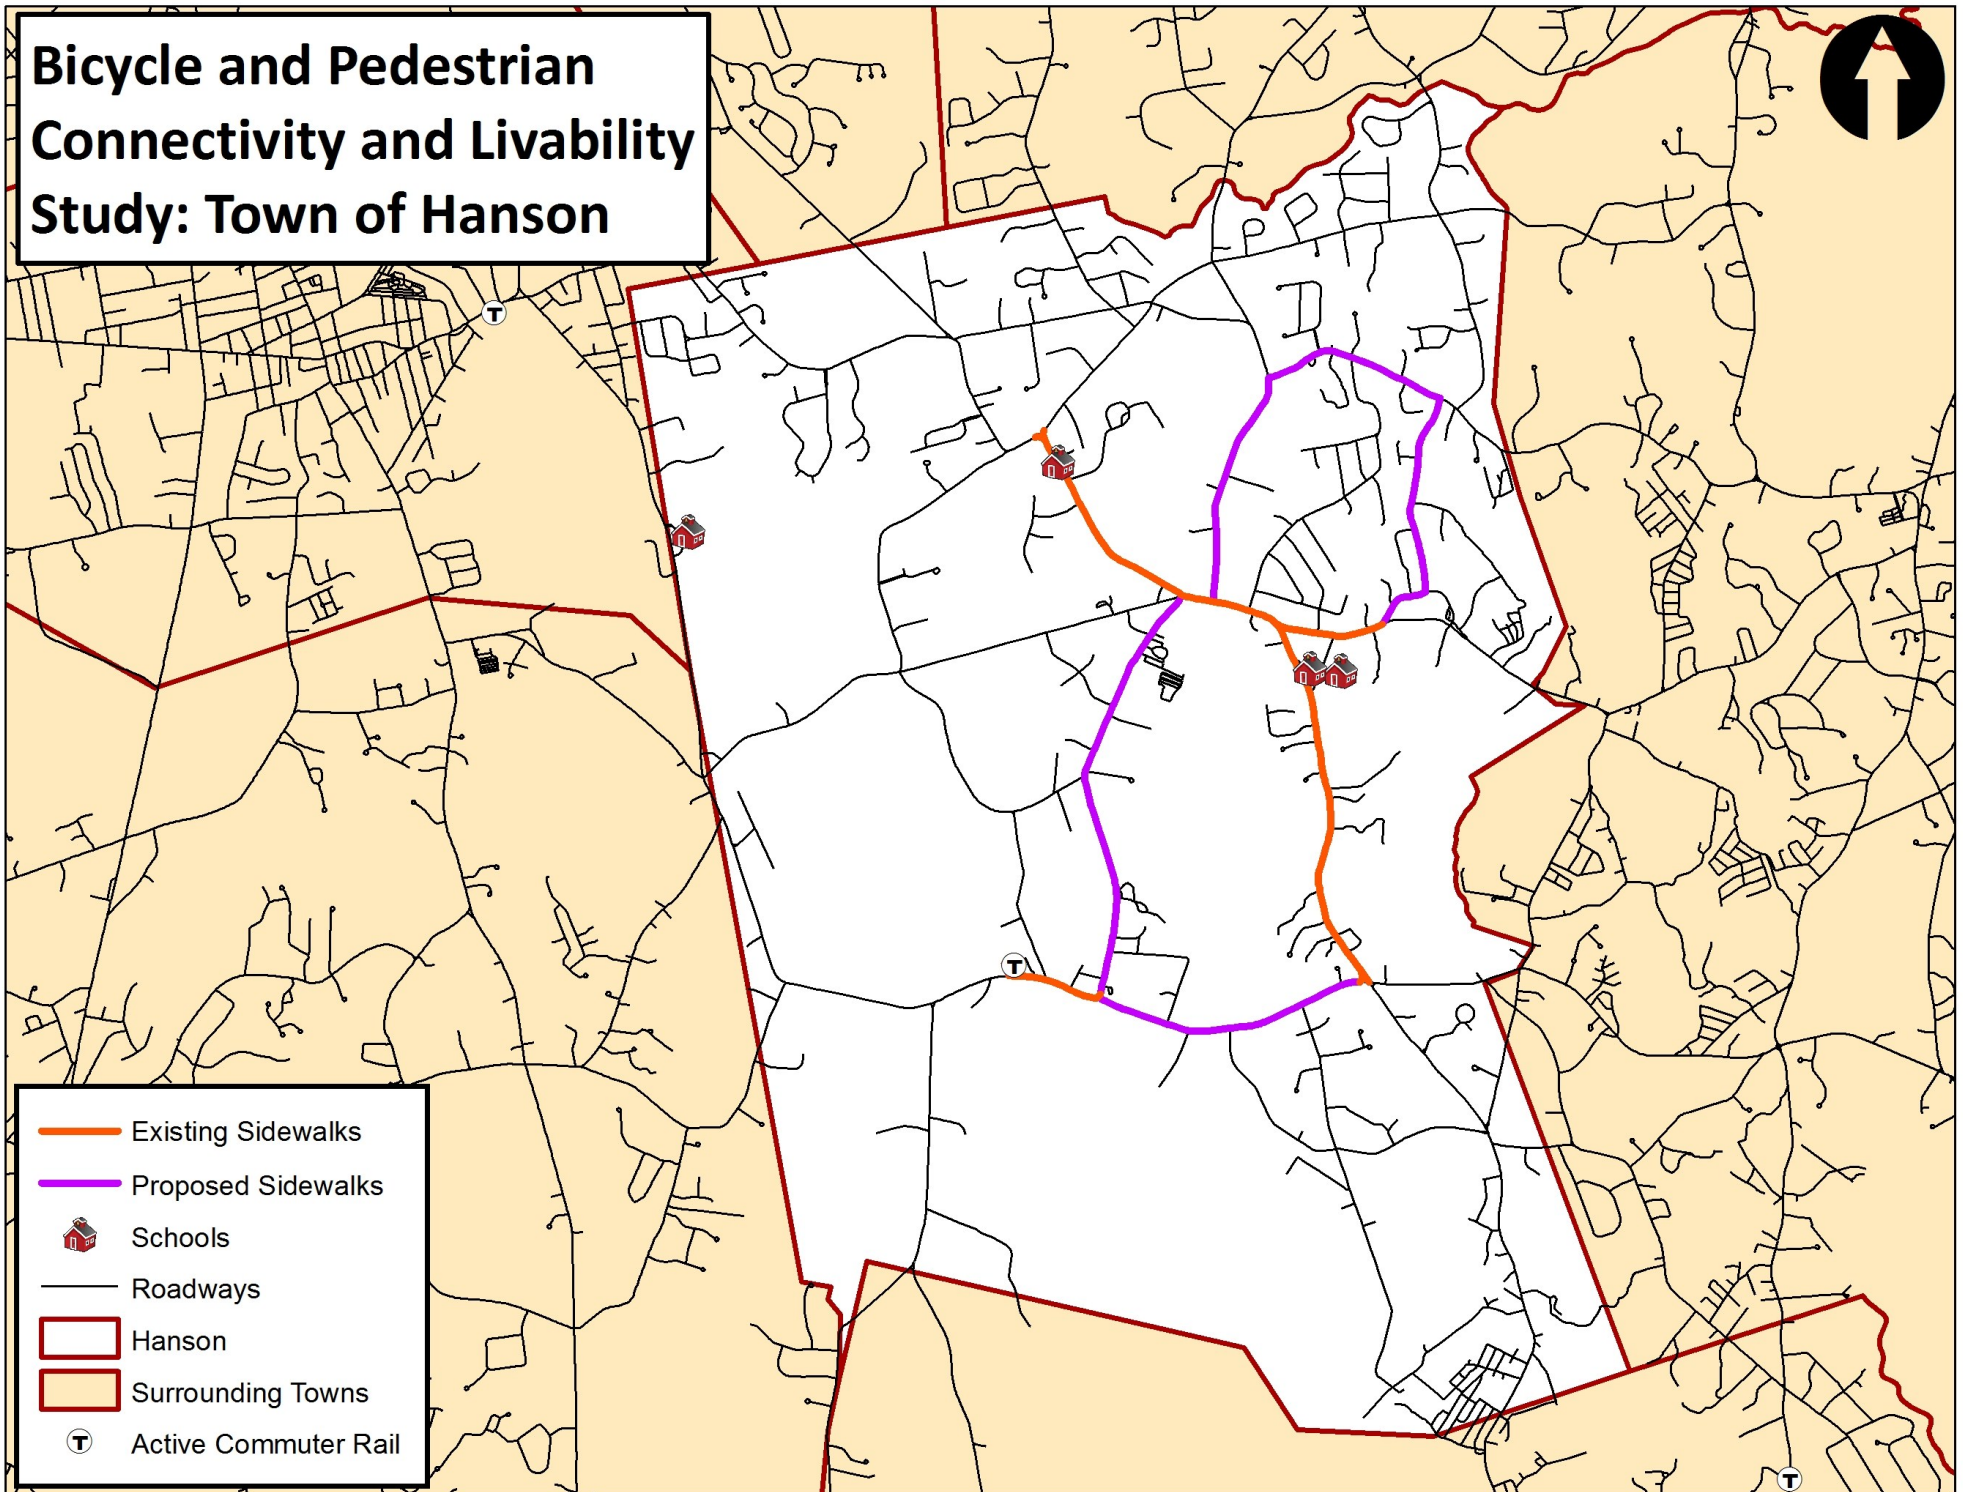 Bicycle and Pedestrian
Connectivity and Livability
Study: Town of Hanson
T
T
Existing Sidewalks
Proposed Sidewalks
Schools
Roadways
Hanson
Surrounding Towns
T Active Commuter Rail
T